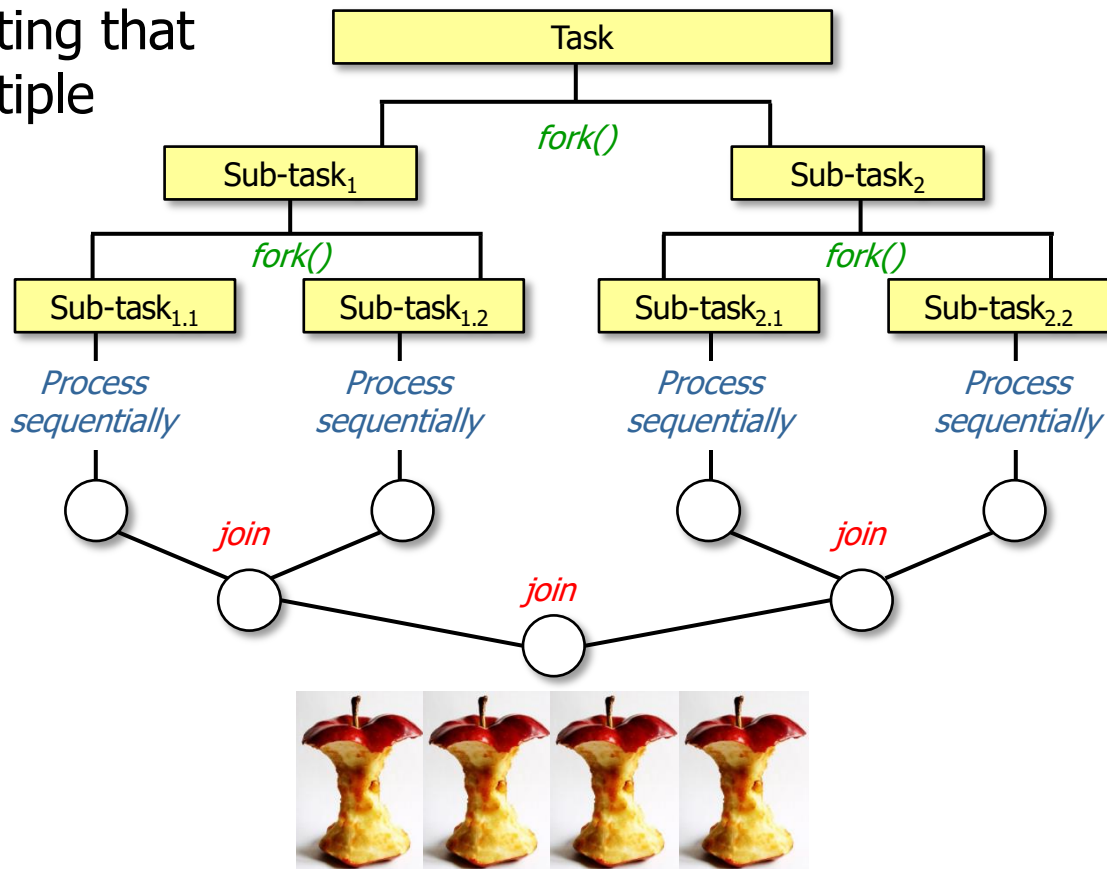 ting that
tiple
Task
fork()
Sub-task₁
Sub-task₂
fork()
fork()
Sub-task₁.₁
Sub-task₁.₂
Sub-task₂.₁
Sub-task₂.₂
Process
sequentially
Process
sequentially
Process
sequentially
Process
sequentially
join
join
join